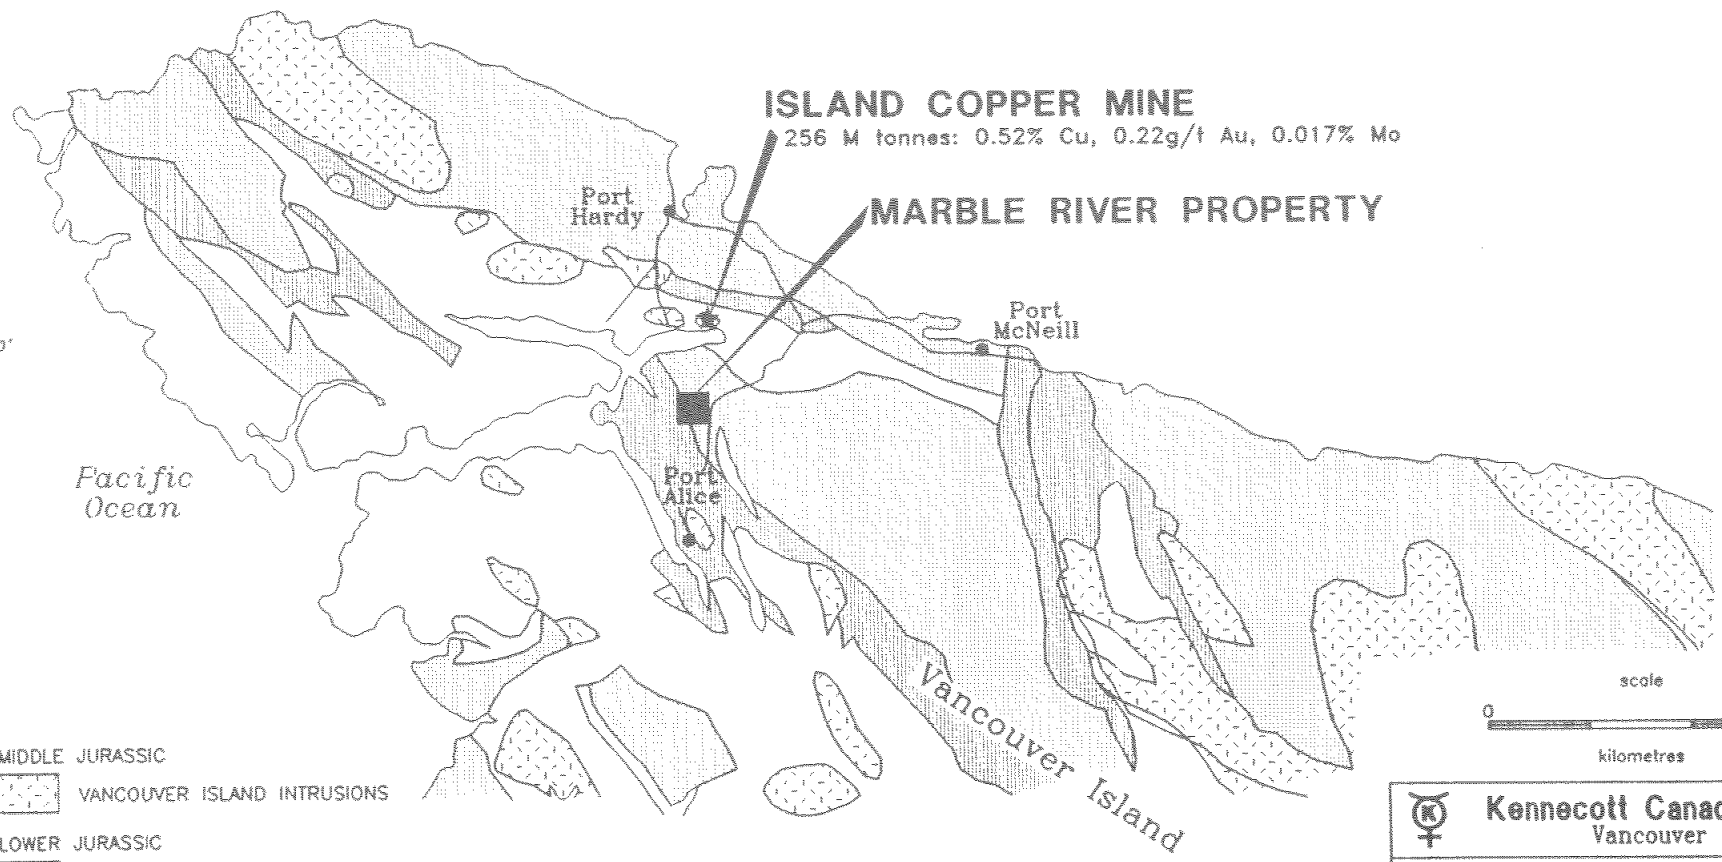 ISLAND COPPER MINE
256 M tonnes: 0.52% Cu, 0.22g/t Au, 0.017% Mo
Port
Hardy
MARBLE RIVER PROPERTY
Port
McNeill
Pacific
Ocean
Port
Alice
Vancouver Island
scale
0
kilometres
MIDDLE JURASSIC
VANCOUVER ISLAND INTRUSIONS
LOWER JURASSIC
K
Kennecott Canad
Vancouver